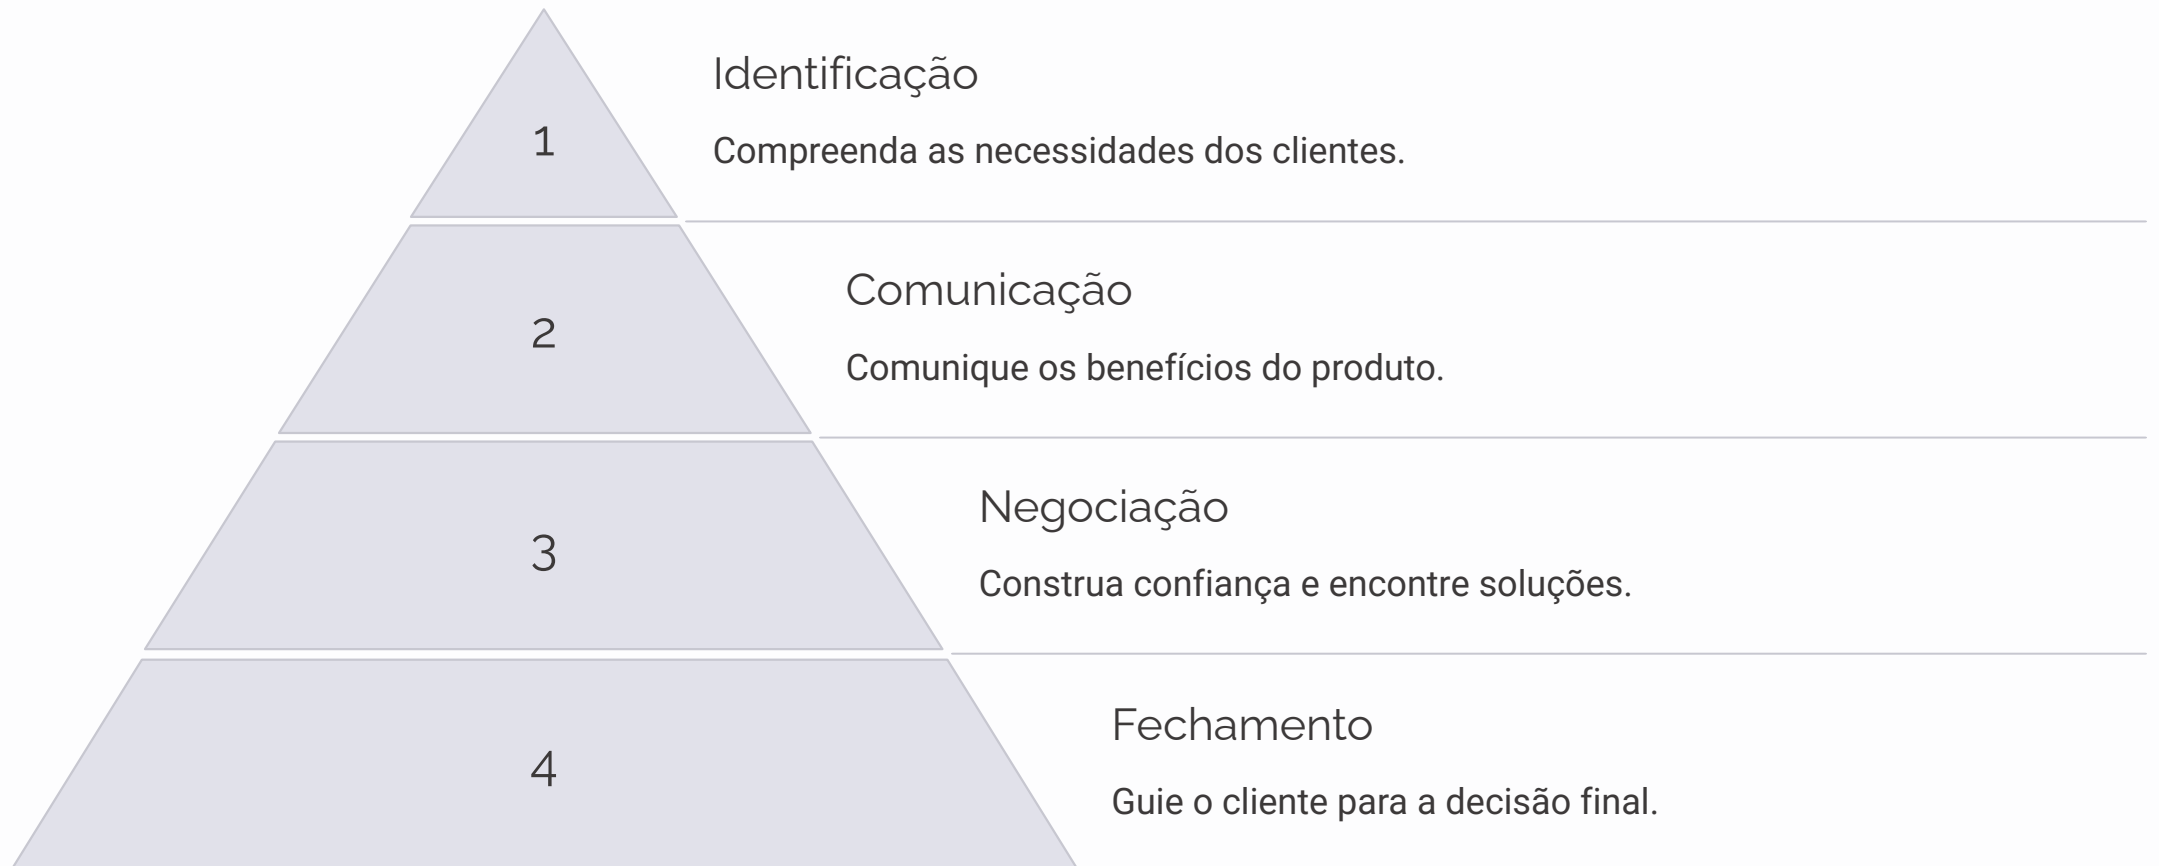 1
Identificação
Compreenda as necessidades dos clientes.
2
Comunicação
Comunique os benefícios do produto.
3
Negociação
Construa confiança e encontre soluções.
4
Fechamento
Guie o cliente para a decisão final.